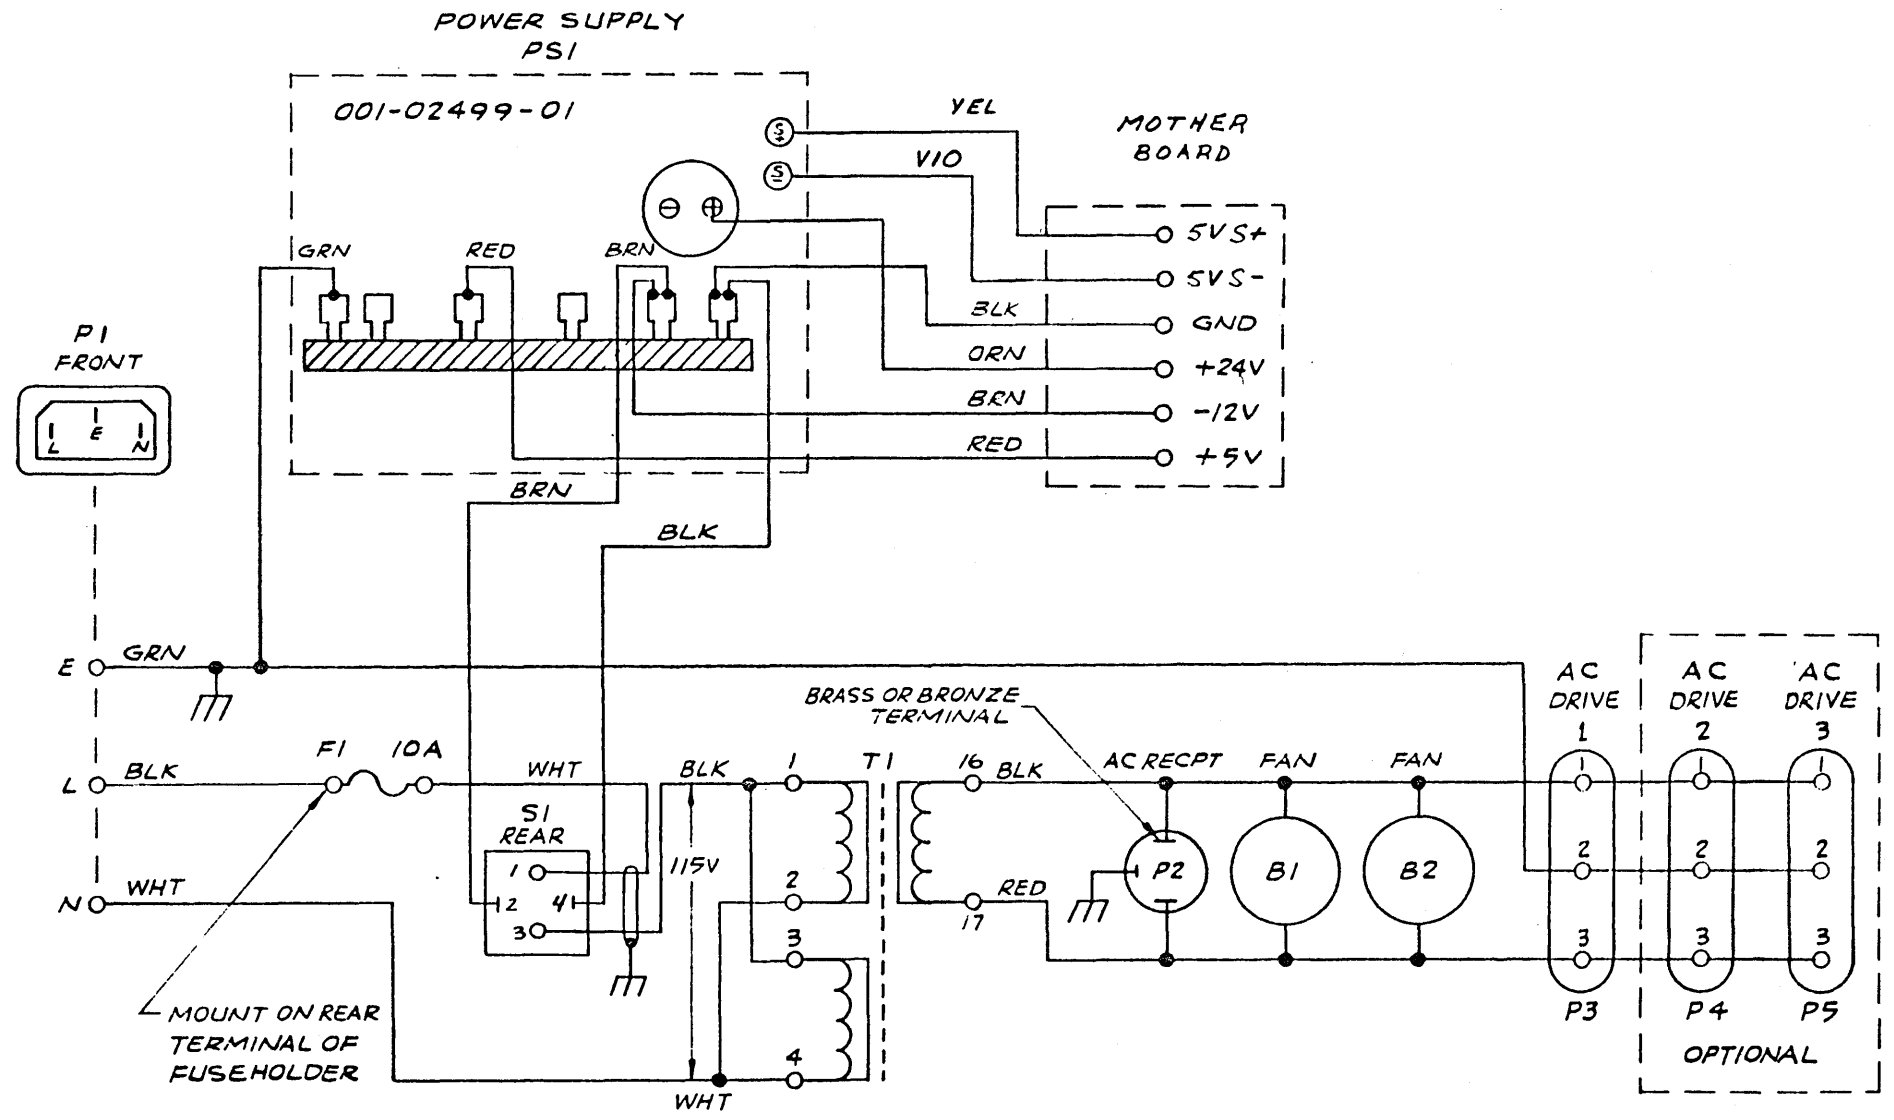 POWER SUPPLY
PS1
001-02499-01
S+
YEL
S-
VIO
MOTHER
BOARD
GRN
RED
BRN
5VS+
5VS-
BLK
GND
ORN
+24V
BRN
-12V
RED
+5V
P1
FRONT
L
E
N
BRN
BLK
E
GRN
L
BLK
F1
10A
WHT
S1
REAR
1
2
4
3
N
WHT
MOUNT ON REAR
TERMINAL OF
FUSEHOLDER
BLK
115V
WHT
1
T1
2
3
4
16
BLK
17
RED
BRASS OR BRONZE
TERMINAL
AC RECPT
FAN
FAN
P2
B1
B2
AC
DRIVE
1
1
2
3
P3
AC
DRIVE
2
1
2
3
P4
AC
DRIVE
3
1
2
3
P5
OPTIONAL